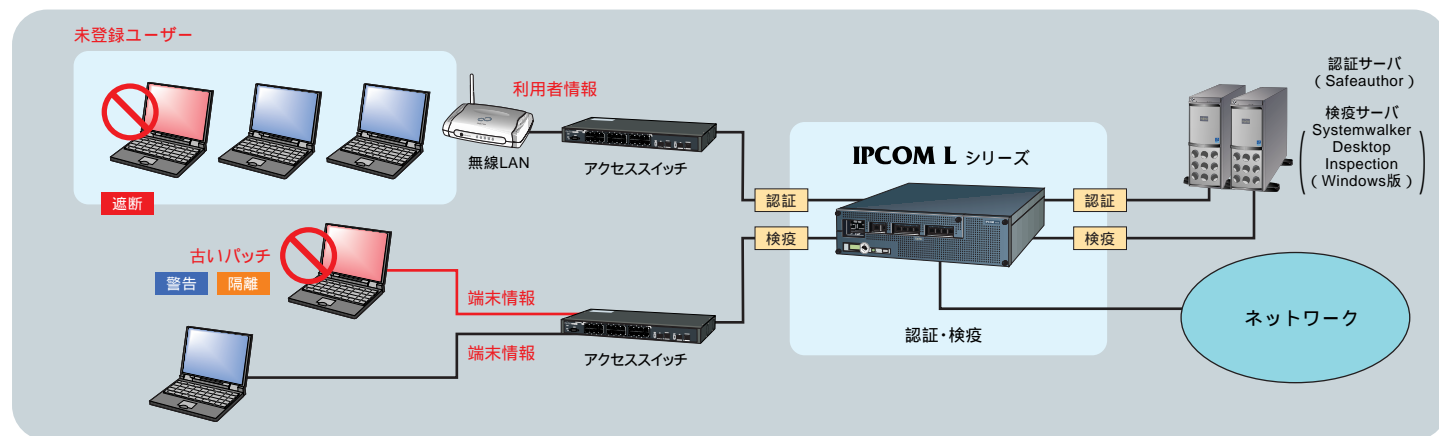 未登録ユーザー
遮断
無線LAN
利用者情報
アクセススイッチ
古いパッチ
警告
隔離
端末情報
端末情報
アクセススイッチ
認証
検疫
IPCOM L シリーズ
認証・検疫
認証
検疫
認証サーバ
(Safeauthor)
検疫サーバ
Systemwalker
Desktop
Inspection
(Windows版)
ネットワーク